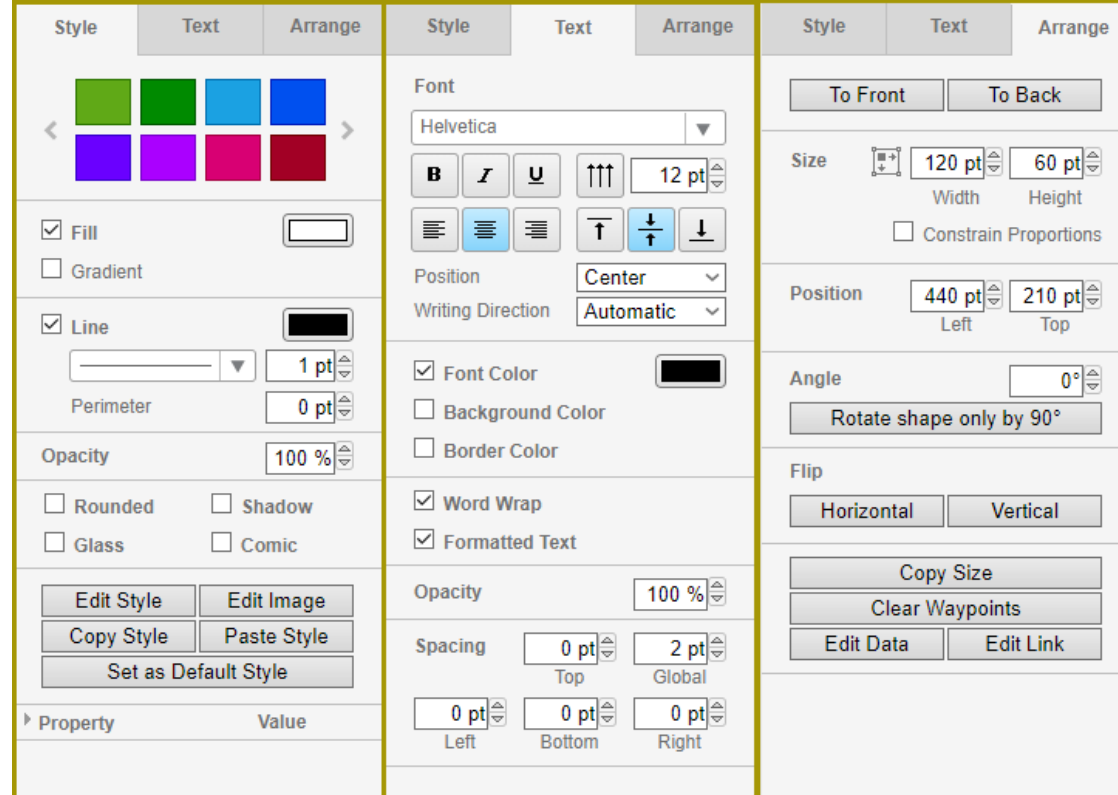 Style Text Arrange
Fill
Gradient
Line
1 pt
Perimeter 0 pt
Opacity 100 %
Rounded Shadow
Glass Comic
Edit Style Edit Image
Copy Style Paste Style
Set as Default Style
Property Value
Style Text Arrange
Font
Helvetica
B I U 12 pt
Position Center
Writing Direction Automatic
Font Color
Background Color
Border Color
Word Wrap
Formatted Text
Opacity 100 %
Spacing 0 pt 2 pt
Top Global
0 pt 0 pt 0 pt
Left Bottom Right
Style Text Arrange
To Front To Back
Size 120 pt 60 pt
Width Height
Constrain Proportions
Position 440 pt 210 pt
Left Top
Angle 0°
Rotate shape only by 90°
Flip
Horizontal Vertical
Copy Size
Clear Waypoints
Edit Data Edit Link